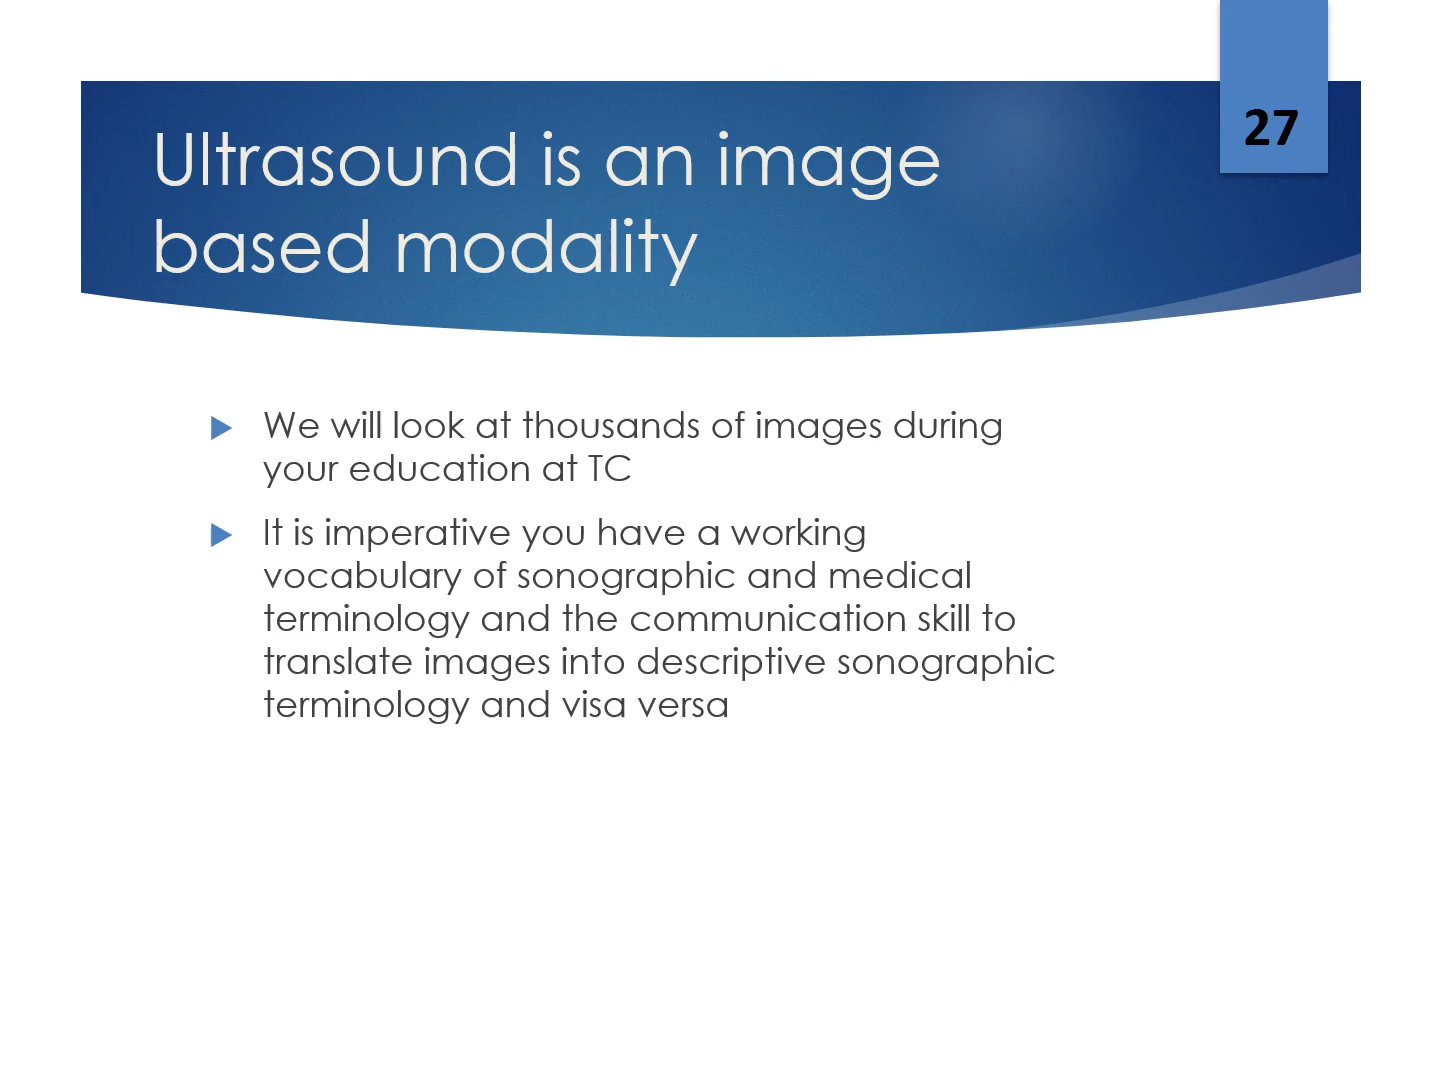 27
Ultrasound is an image
based modality
We will look at thousands of images during
your education at TC
It is imperative you have a working
vocabulary of sonographic and medical
terminology and the communication skill to
translate images into descriptive sonographic
terminology and visa versa